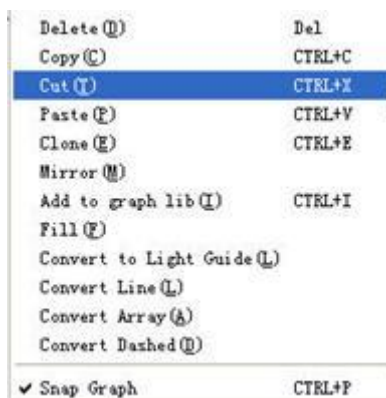 Delete(D) Del
Copy(C) CTRL+C
Cut(T) CTRL+X
Paste(P) CTRL+V
Clone(E) CTRL+E
Mirror(M)
Add to graph lib(I) CTRL+I
Fill(F)
Convert to Light Guide(L)
Convert Line(L)
Convert Array(A)
Convert Dashed(D)
Snap Graph CTRL+P